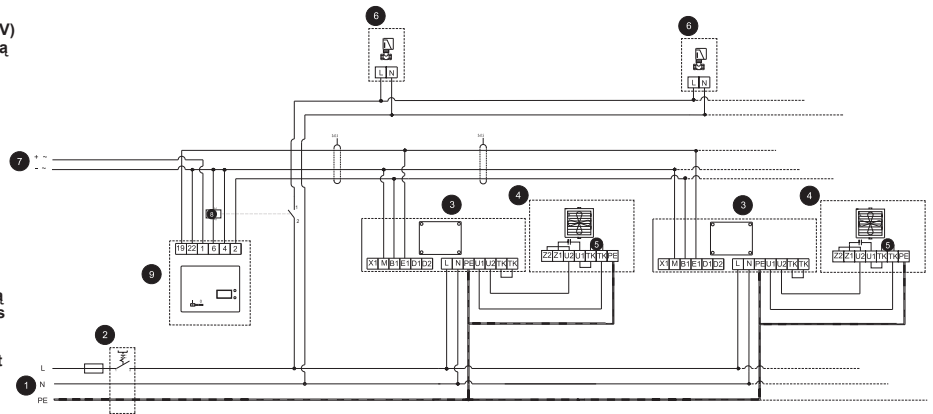 V)
ą
6
6
L N
L N
7
+ ~
- ~
8
1
2
3
4
3
4
5
5
19 22 1 6 4 2
X1 M B1 E1 D1 D2
L N PE U1 U2 TK TK
Z2 Z1 U2 U1 TK TK PE
X1 M B1 E1 D1 D2
L N PE U1 U2 TK TK
Z2 Z1 U2 U1 TK TK PE
9
ą
s
t
2
L
1
N
PE